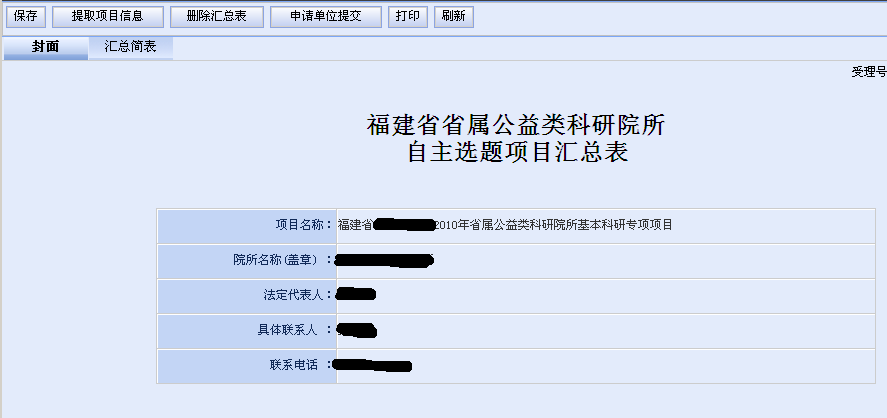 保存 提取项目信息 删除汇总表 申请单位提交 打印 刷新
封面 汇总简表
受理号
福建省省属公益类科研院所
自主选题项目汇总表
项目名称： 福建省 2010年省属公益类科研院所基本科研专项项目
院所名称(盖章)：
法定代表人：
具体联系人 ：
联系电话 ：